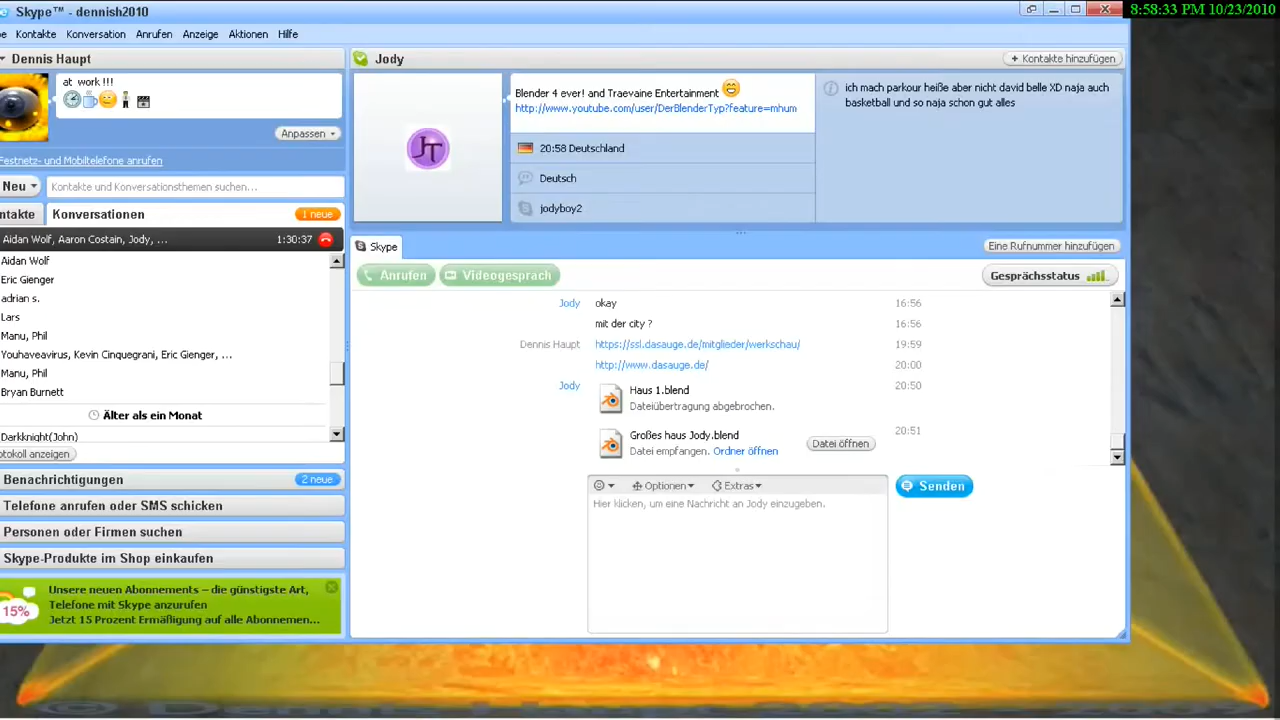 Skype™ - dennish2010
8:58:33 PM 10/23/2010
Kontakte Konversation Anrufen Anzeige Aktionen Hilfe
Dennis Haupt
at work !!!
Anpassen
Festnetz- und Mobiltelefone anrufen
Neu
Kontakte und Konversationsthemen suchen...
ntakte
Konversationen
1 neue
Aidan Wolf, Aaron Costain, Jody, ...
1:30:37
Aidan Wolf
Eric Gienger
adrian s.
Lars
Manu, Phil
Youhaveavirus, Kevin Cinquegrani, Eric Gienger, ...
Manu, Phil
Bryan Burnett
Älter als ein Monat
Darkknight(John)
otokoll anzeigen
Benachrichtigungen
2 neue
Telefone anrufen oder SMS schicken
Personen oder Firmen suchen
Skype-Produkte im Shop einkaufen
15%
Unsere neuen Abonnements – die günstigste Art,
Telefone mit Skype anzurufen
Jetzt 15 Prozent Ermäßigung auf alle Abonnemen...
Jody
+ Kontakte hinzufügen
JT
Blender 4 ever! and Traevaine Entertainment
http://www.youtube.com/user/DerBlenderTyp?feature=mhum
20:58 Deutschland
Deutsch
jodyboy2
ich mach parkour heiße aber nicht david belle XD naja auch
basketball und so naja schon gut alles
Skype
Eine Rufnummer hinzufügen
Anrufen
Videogesprach
Gesprächsstatus
Jody okay 16:56
mit der city ? 16:56
Dennis Haupt https://ssl.dasauge.de/mitglieder/werkschau/ 19:59
http://www.dasauge.de/ 20:00
Jody Haus 1.blend 20:50
Dateiübertragung abgebrochen.
Großes haus Jody.blend 20:51
Datei empfangen. Ordner öffnen
Datei öffnen
Optionen
Extras
Senden
Hier klicken, um eine Nachricht an Jody einzugeben.